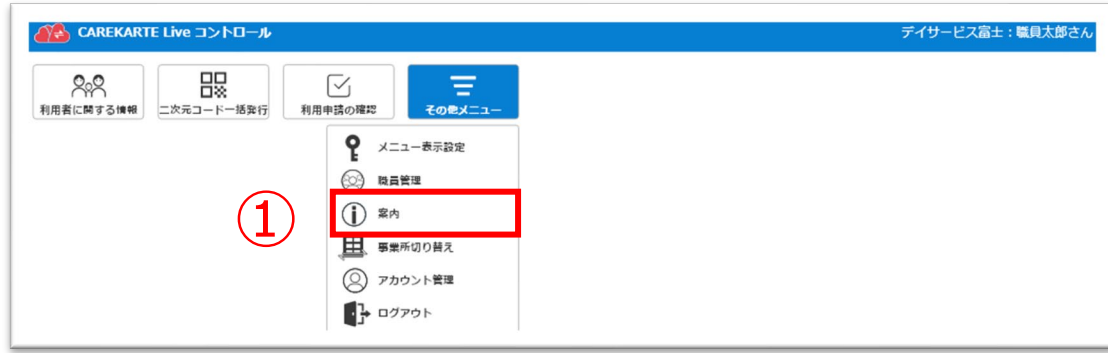 CAREKARTE Live コントロール
デイサービス富士：職員太郎さん
利用者に関する情報
二次元コード一括発行
利用申請の確認
その他メニュー
メニュー表示設定
職員管理
①
案内
事業所切り替え
アカウント管理
ログアウト